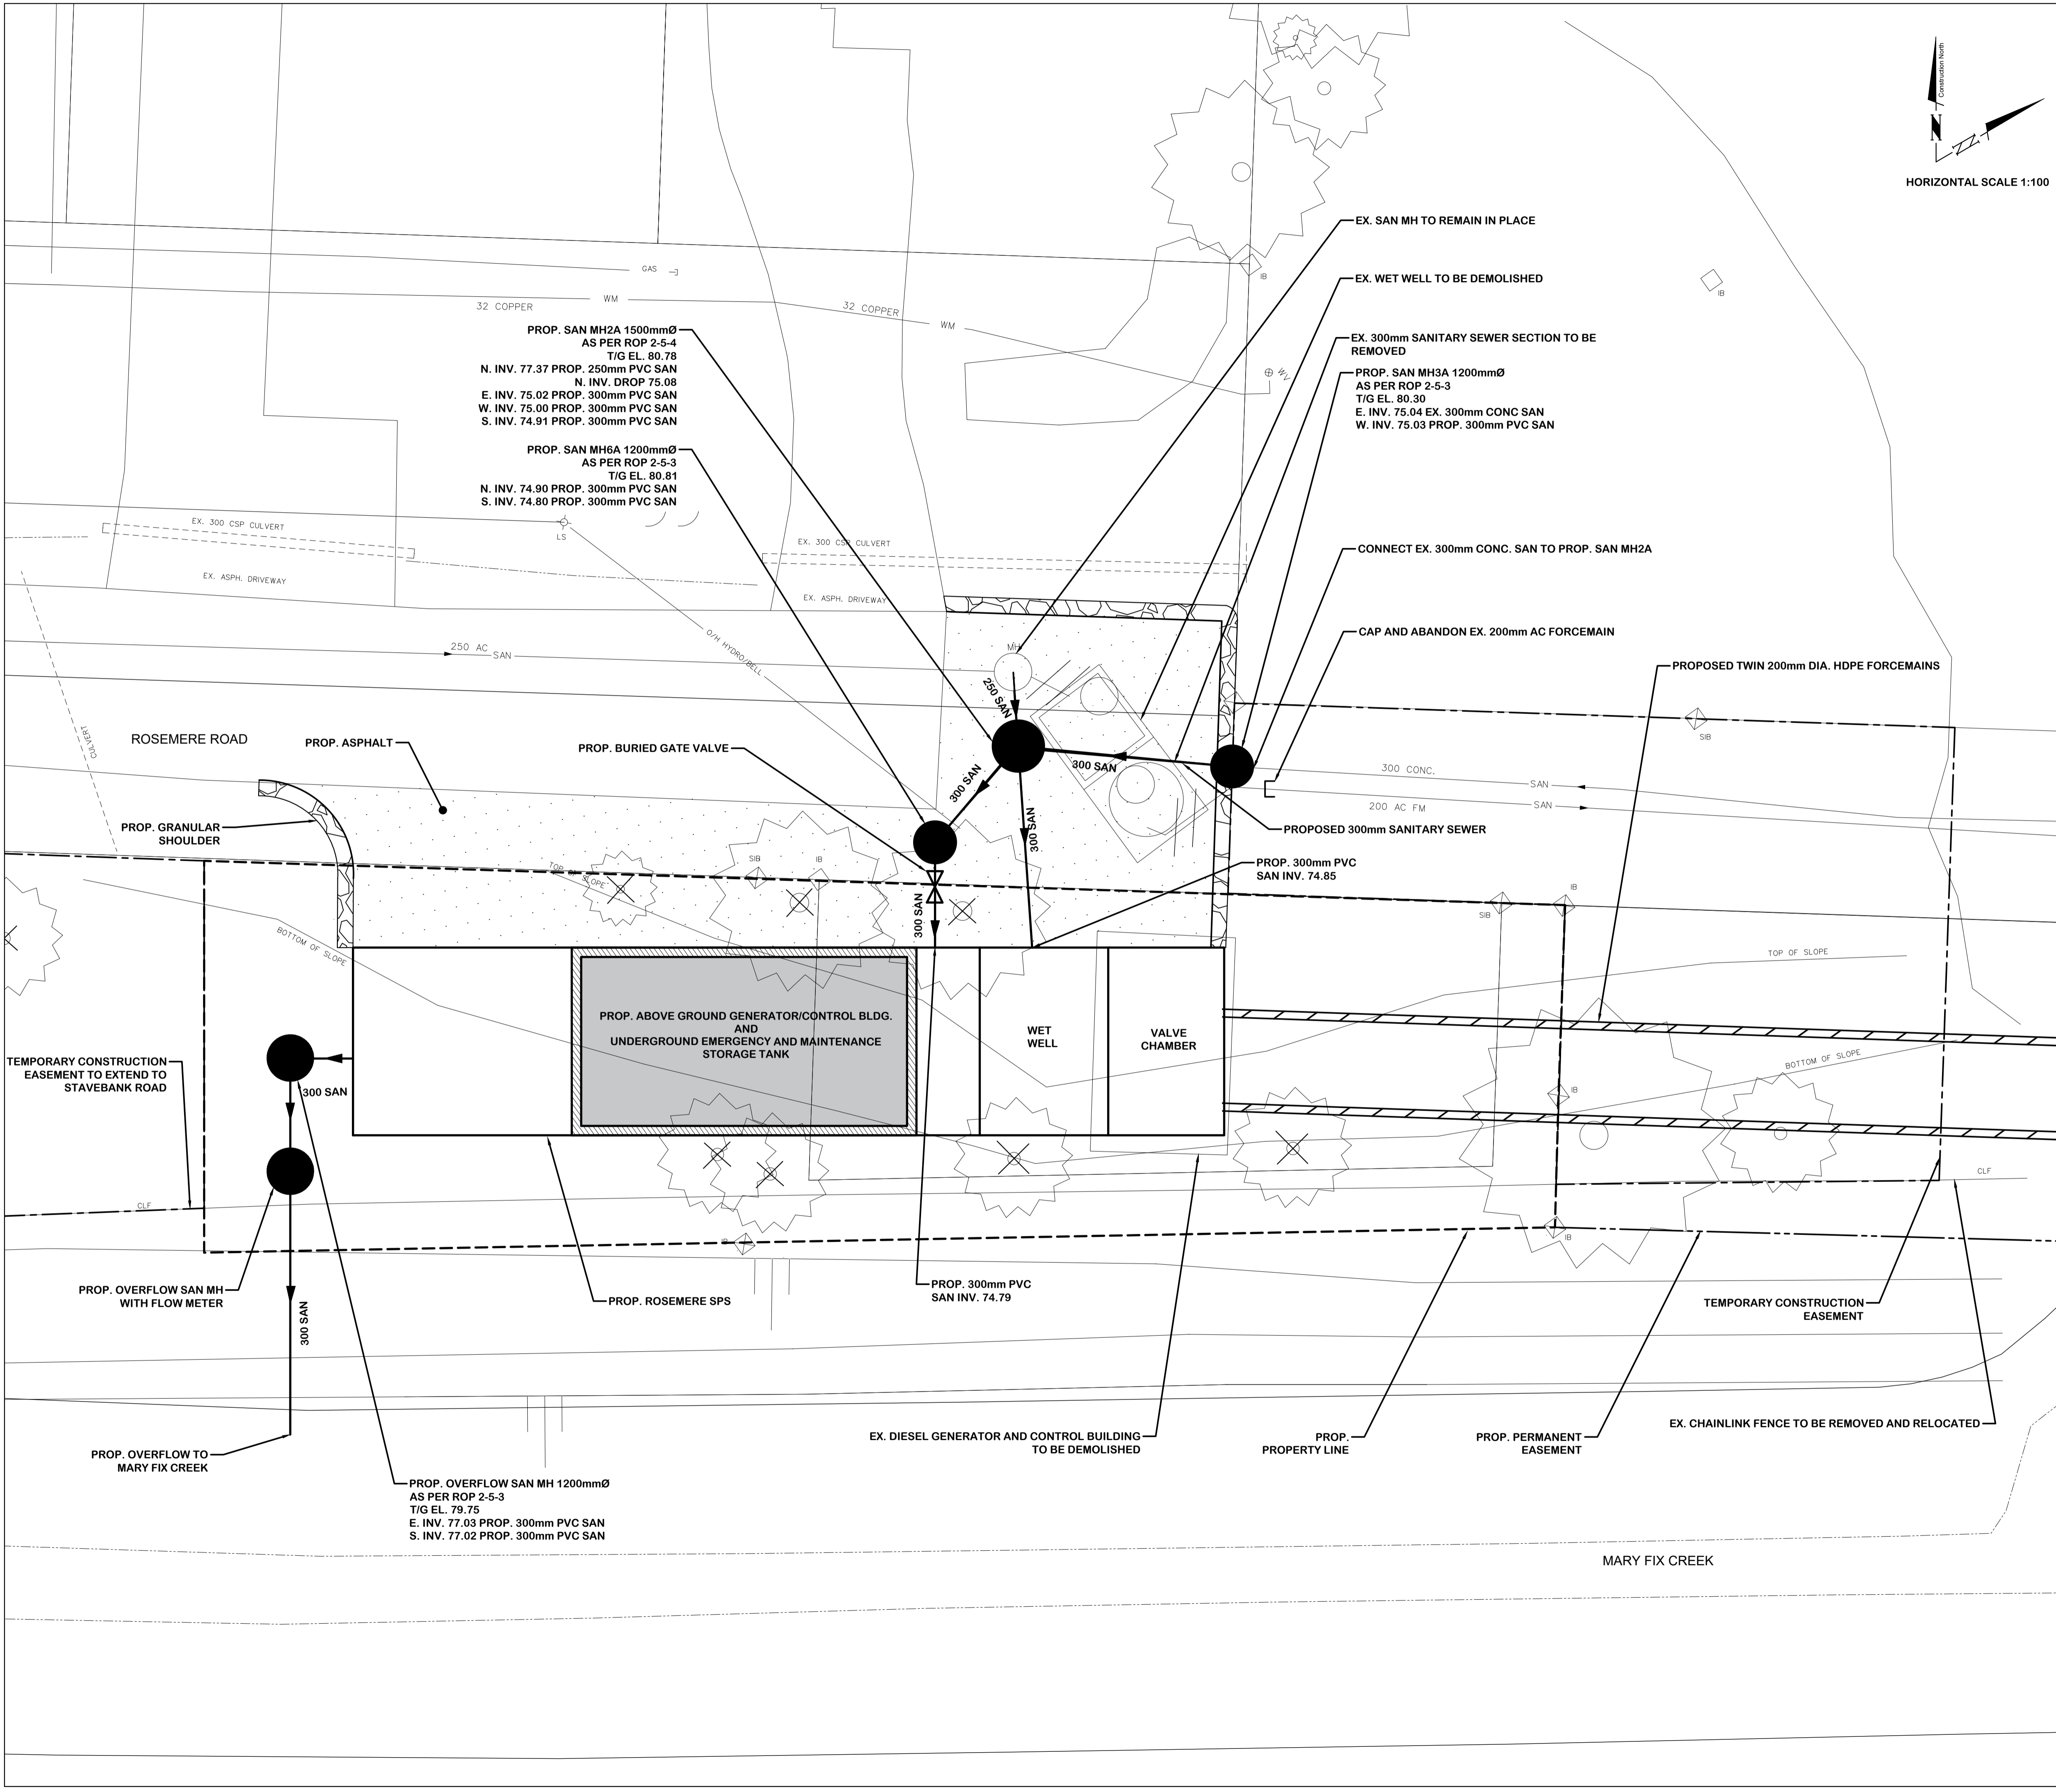 Construction North
N
N
HORIZONTAL SCALE 1:100
EX. SAN MH TO REMAIN IN PLACE
IB
IB
GAS
EX. WET WELL TO BE DEMOLISHED
WM
32 COPPER
32 COPPER
WM
PROP. SAN MH2A 1500mmØ
AS PER ROP 2-5-4
T/G EL. 80.78
N. INV. 77.37 PROP. 250mm PVC SAN
N. INV. DROP 75.08
E. INV. 75.02 PROP. 300mm PVC SAN
W. INV. 75.00 PROP. 300mm PVC SAN
S. INV. 74.91 PROP. 300mm PVC SAN
EX. 300mm SANITARY SEWER SECTION TO BE
REMOVED
WV
PROP. SAN MH3A 1200mmØ
AS PER ROP 2-5-3
T/G EL. 80.30
E. INV. 75.04 EX. 300mm CONC SAN
W. INV. 75.03 PROP. 300mm PVC SAN
PROP. SAN MH6A 1200mmØ
AS PER ROP 2-5-3
T/G EL. 80.81
N. INV. 74.90 PROP. 300mm PVC SAN
S. INV. 74.80 PROP. 300mm PVC SAN
EX. 300 CSP CULVERT
LS
EX. 300 CSP CULVERT
CONNECT EX. 300mm CONC. SAN TO PROP. SAN MH2A
EX. ASPH. DRIVEWAY
EX. ASPH. DRIVEWAY
CAP AND ABANDON EX. 200mm AC FORCEMAIN
O/H HYDRO/BELL
250 AC
SAN
MH
PROPOSED TWIN 200mm DIA. HDPE FORCEMAINS
250 SAN
CULVERT
ROSEMERE ROAD
PROP. ASPHALT
PROP. BURIED GATE VALVE
SIB
300 SAN
300 SAN
300 CONC.
SAN
200 AC FM
SAN
PROP. GRANULAR
SHOULDER
300 SAN
PROPOSED 300mm SANITARY SEWER
TOP OF SLOPE
SIB
IB
PROP. 300mm PVC
SAN INV. 74.85
IB
SIB
300 SAN
BOTTOM OF SLOPE
TOP OF SLOPE
PROP. ABOVE GROUND GENERATOR/CONTROL BLDG.
AND
UNDERGROUND EMERGENCY AND MAINTENANCE
STORAGE TANK
WET
WELL
VALVE
CHAMBER
TEMPORARY CONSTRUCTION
EASEMENT TO EXTEND TO
STAVEBANK ROAD
300 SAN
BOTTOM OF SLOPE
IB
CLF
CLF
IB
IB
PROP. OVERFLOW SAN MH
WITH FLOW METER
300 SAN
PROP. ROSEMERE SPS
PROP. 300mm PVC
SAN INV. 74.79
TEMPORARY CONSTRUCTION
EASEMENT
PROP. OVERFLOW TO
MARY FIX CREEK
EX. DIESEL GENERATOR AND CONTROL BUILDING
TO BE DEMOLISHED
PROP.
PROPERTY LINE
PROP. PERMANENT
EASEMENT
EX. CHAINLINK FENCE TO BE REMOVED AND RELOCATED
PROP. OVERFLOW SAN MH 1200mmØ
AS PER ROP 2-5-3
T/G EL. 79.75
E. INV. 77.03 PROP. 300mm PVC SAN
S. INV. 77.02 PROP. 300mm PVC SAN
MARY FIX CREEK